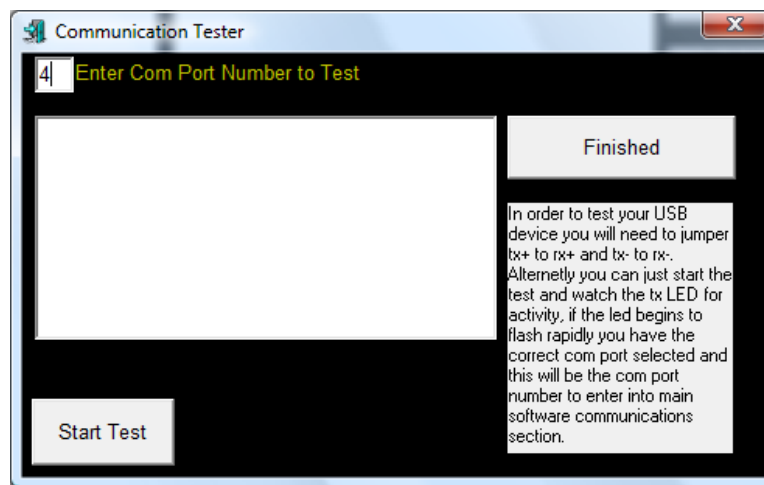 Communication Tester
4 Enter Com Port Number to Test
Finished
In order to test your USB
device you will need to jumper
tx+ to rx+ and tx- to rx-.
Alternetly you can just start the
test and watch the tx LED for
activity, if the led begins to
flash rapidly you have the
correct com port selected and
this will be the com port
number to enter into main
software communications
section.
Start Test